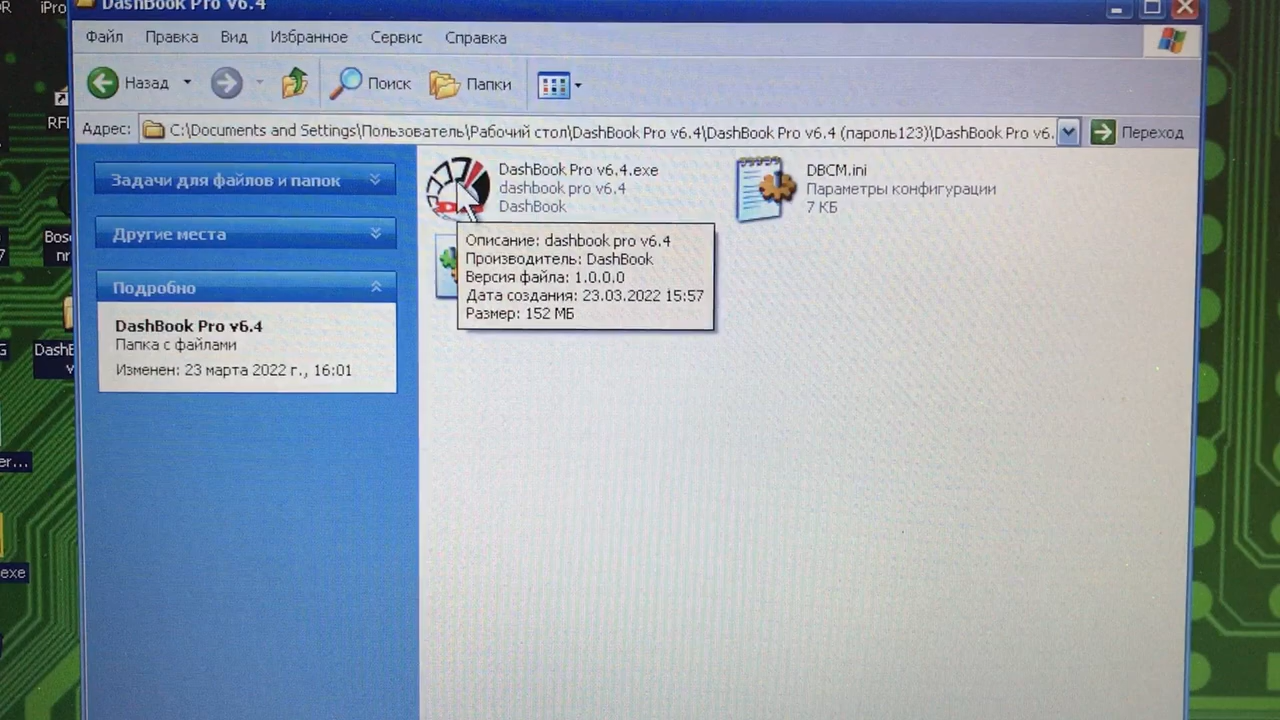 DashBook Pro v6.4
iPro
Файл Правка Вид Избранное Сервис Справка
Назад Поиск Папки
Адрес: C:\Documents and Settings\Пользователь\Рабочий стол\DashBook Pro v6.4\DashBook Pro v6.4 (пароль123)\DashBook Pro v6. Переход
Задачи для файлов и папок
Другие места
Подробно
DashBook Pro v6.4
Папка с файлами
Изменен: 23 марта 2022 г., 16:01
DashBook Pro v6.4.exe
dashbook pro v6.4
DashBook
DBCM.ini
Параметры конфигурации
7 КБ
Описание: dashbook pro v6.4
Производитель: DashBook
Версия файла: 1.0.0.0
Дата создания: 23.03.2022 15:57
Размер: 152 МБ
RFI
Bos
nr
DashB
v
er...
exe